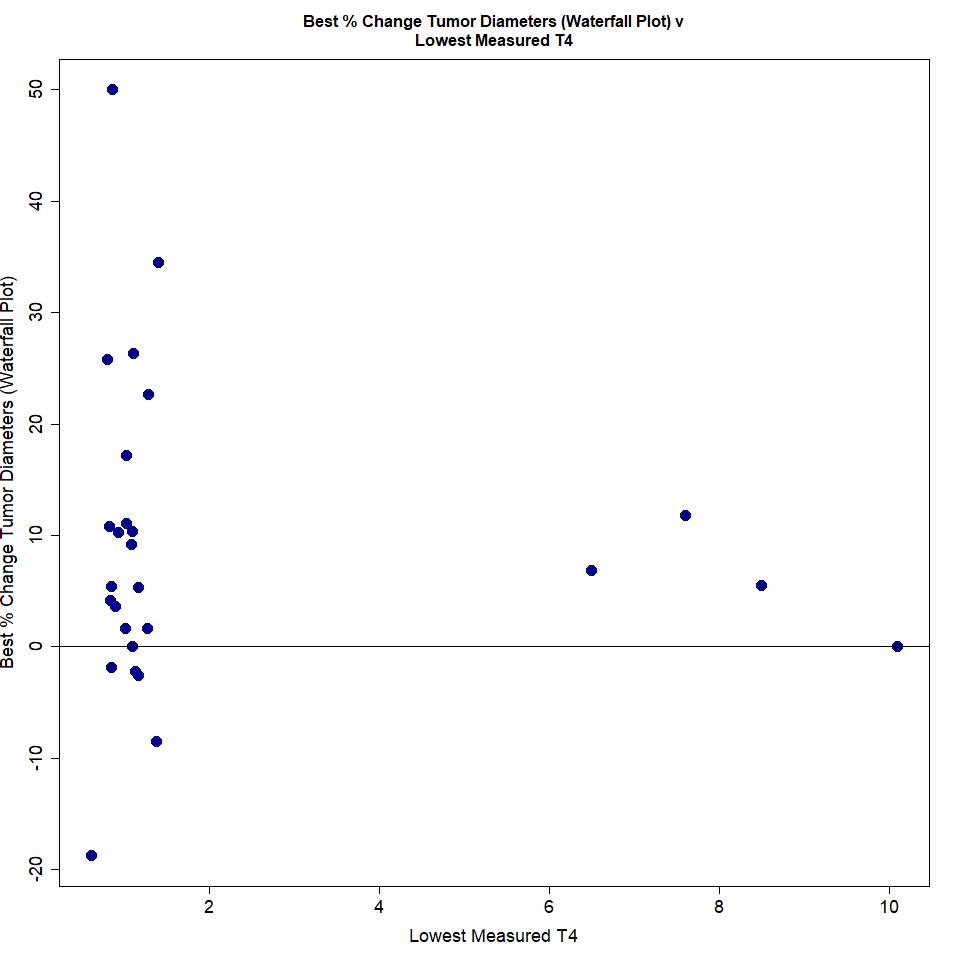 Best % Change Tumor Diameters (Waterfall Plot) v
Lowest Measured T4
Best % Change Tumor Diameters (Waterfall Plot)
50
40
30
20
10
0
-10
-20
2 4 6 8 10
Lowest Measured T4